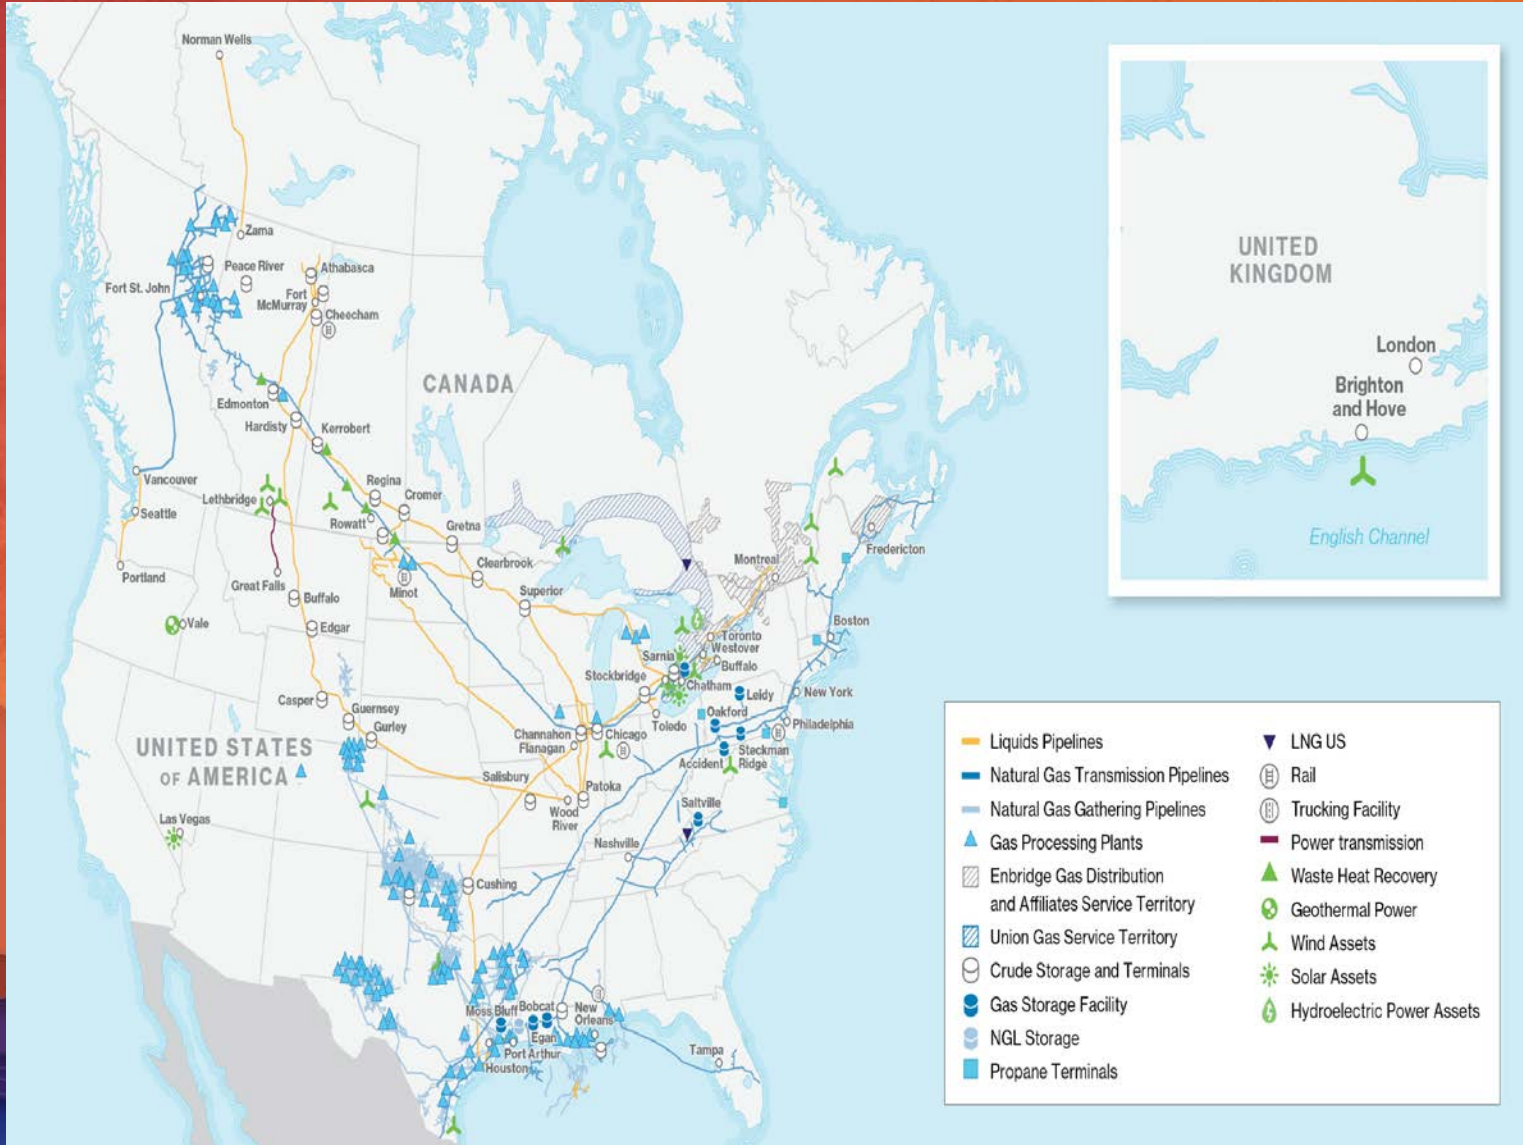 Norman Wells
Zama
Peace River
Athabasca
Fort St. John
Fort
McMurray
Cheecham
CANADA
Edmonton
Hardisty
Kerrobert
Vancouver
Regina
Cromer
Lethbridge
Seattle
Rowatt
Gretna
Fredericton
Montreal
Clearbrook
Portland
Great Falls
Minot
Superior
Buffalo
Vale
Boston
Edgar
Toronto
Westover
Sarnia
Buffalo
Stockbridge
Chatham
Leidy
New York
Casper
Guernsey
Oakford
Toledo
Philadelphia
Gurley
Channahon
Chicago
Flanagan
Steckman
Ridge
Accident
UNITED STATES
OF AMERICA
Salisbury
Patoka
Wood
River
Saltville
Las Vegas
Nashville
Cushing
Moss Bluff
Bobcat
New
Orleans
Egan
Port Arthur
Houston
Tampa
UNITED
KINGDOM
London
Brighton
and Hove
English Channel
Liquids Pipelines
Natural Gas Transmission Pipelines
Natural Gas Gathering Pipelines
Gas Processing Plants
Enbridge Gas Distribution
and Affiliates Service Territory
Union Gas Service Territory
Crude Storage and Terminals
Gas Storage Facility
NGL Storage
Propane Terminals
LNG US
Rail
Trucking Facility
Power transmission
Waste Heat Recovery
Geothermal Power
Wind Assets
Solar Assets
Hydroelectric Power Assets